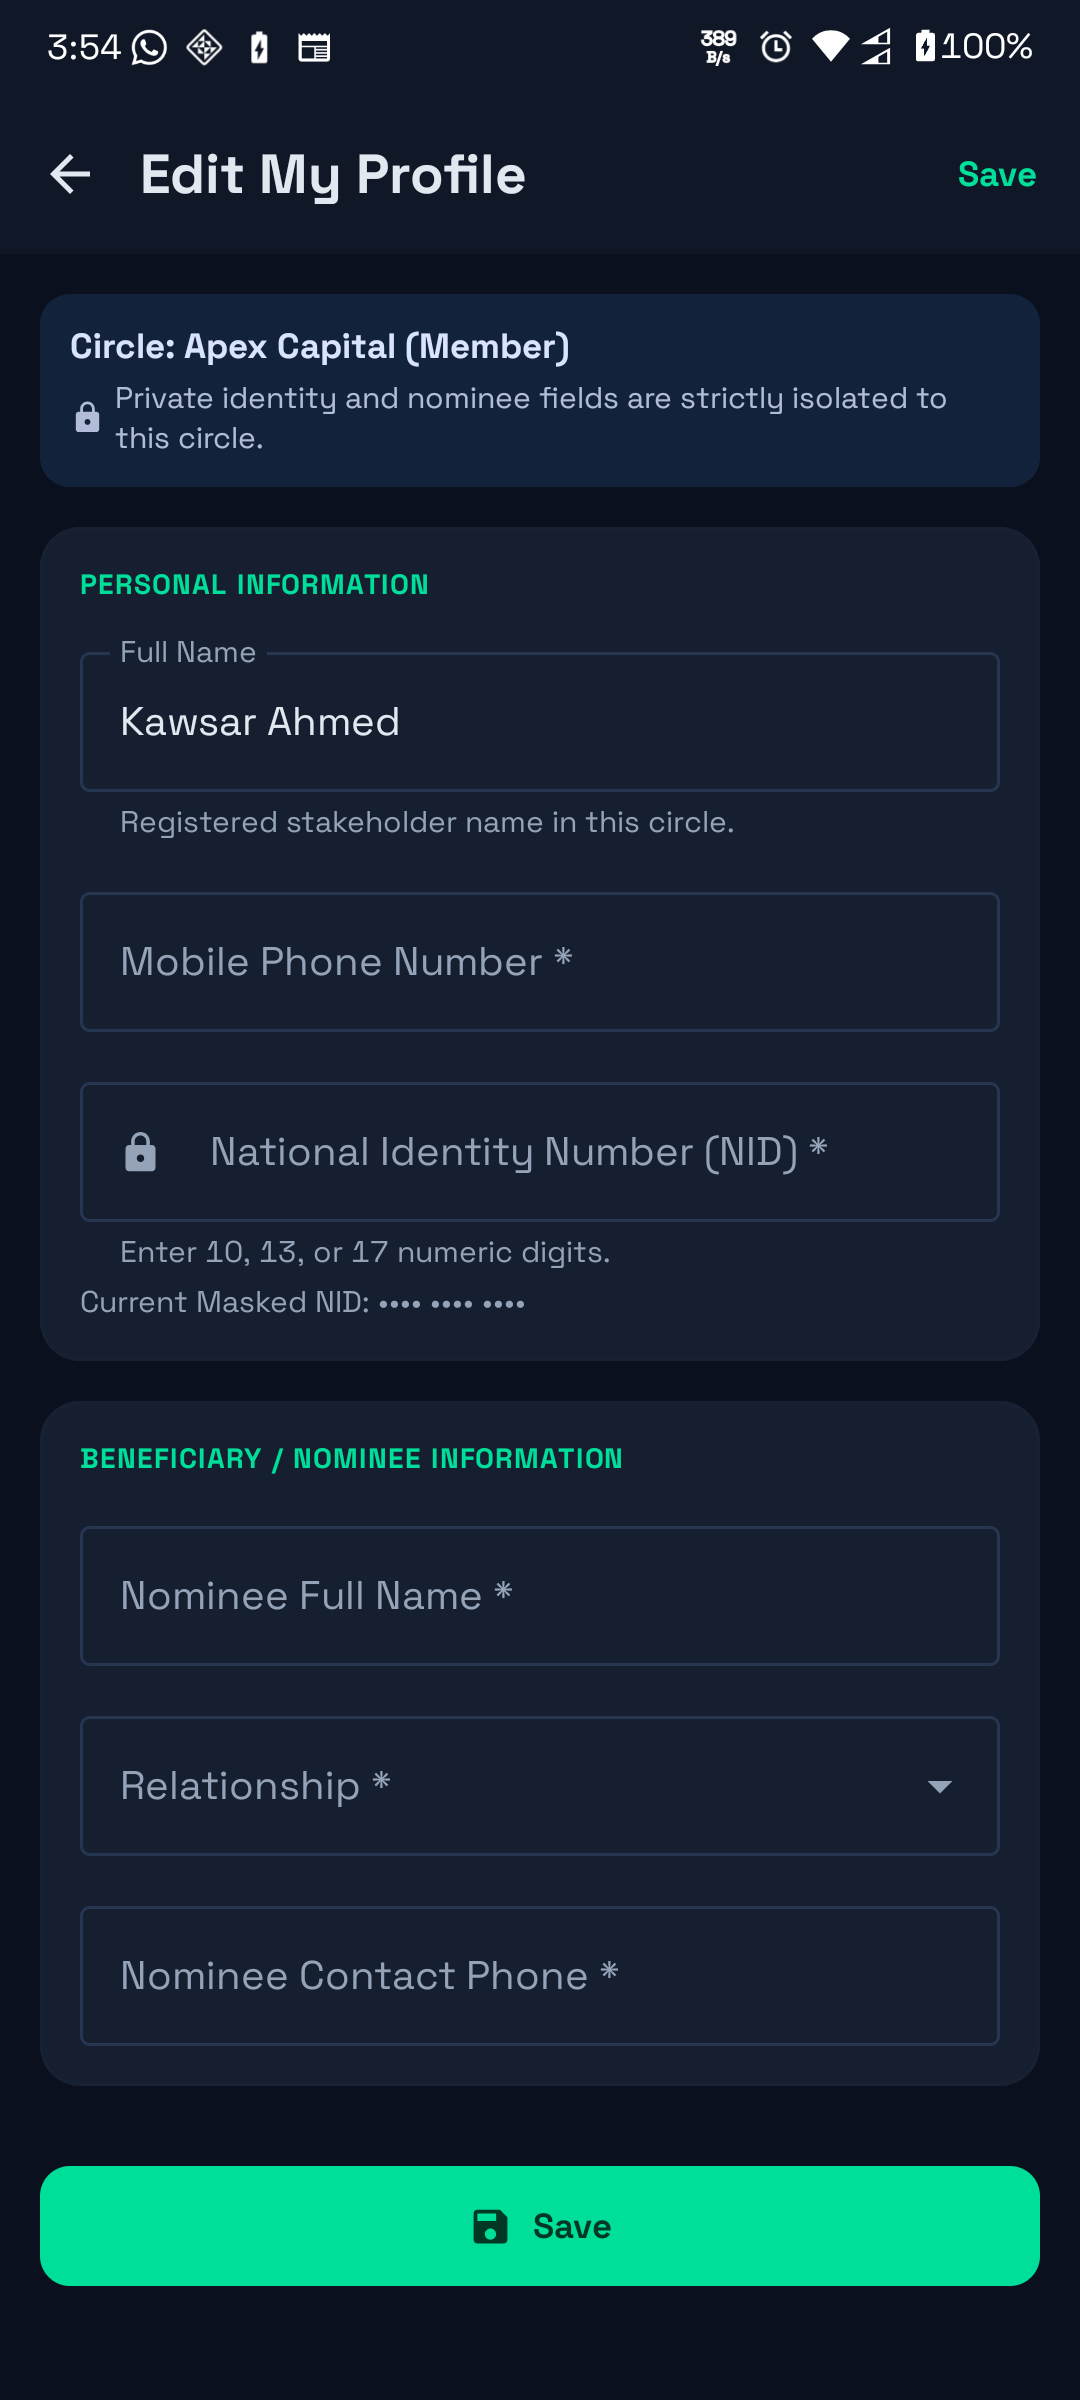 3:54
389 B/s
100%
Edit My Profile
Save
Circle: Apex Capital (Member)
Private identity and nominee fields are strictly isolated to
this circle.
PERSONAL INFORMATION
Full Name
Kawsar Ahmed
Registered stakeholder name in this circle.
Mobile Phone Number *
National Identity Number (NID) *
Enter 10, 13, or 17 numeric digits.
Current Masked NID: •••• •••• ••••
BENEFICIARY / NOMINEE INFORMATION
Nominee Full Name *
Relationship *
Nominee Contact Phone *
Save